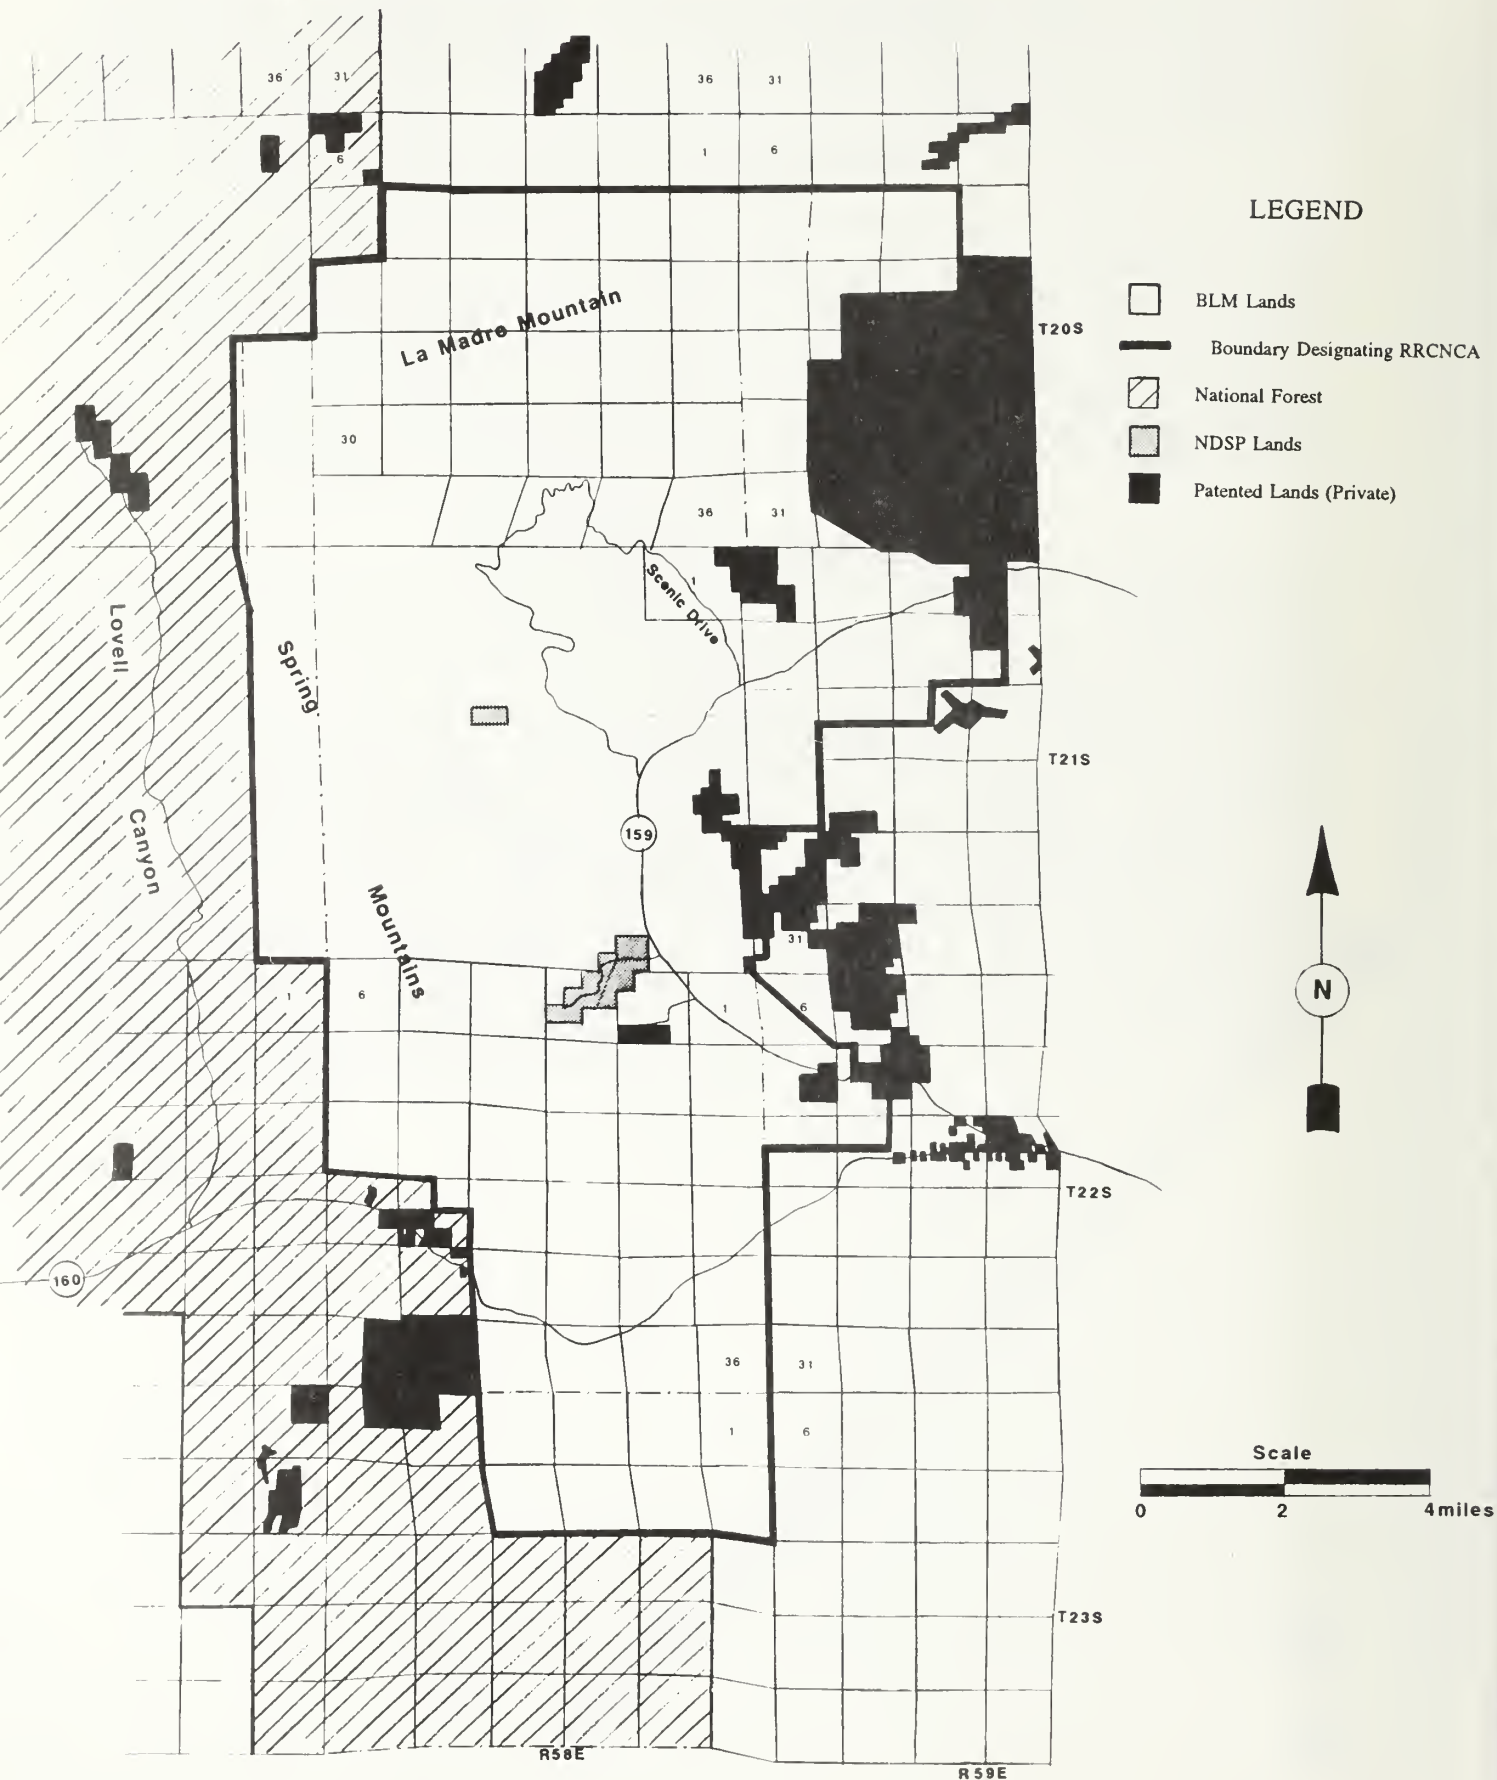 36 31 36 31
6 1 6
La Madre Mountain
30
36 31
1
Scenic Drive
Lovell
Canyon
Spring
Mountains
159
31
1 6 1 6
160
36 31
1 6
T20S
T21S
T22S
T23S
R58E
R59E
LEGEND
BLM Lands
Boundary Designating RRCNCA
National Forest
NDSP Lands
Patented Lands (Private)
N
Scale
0 2 4miles